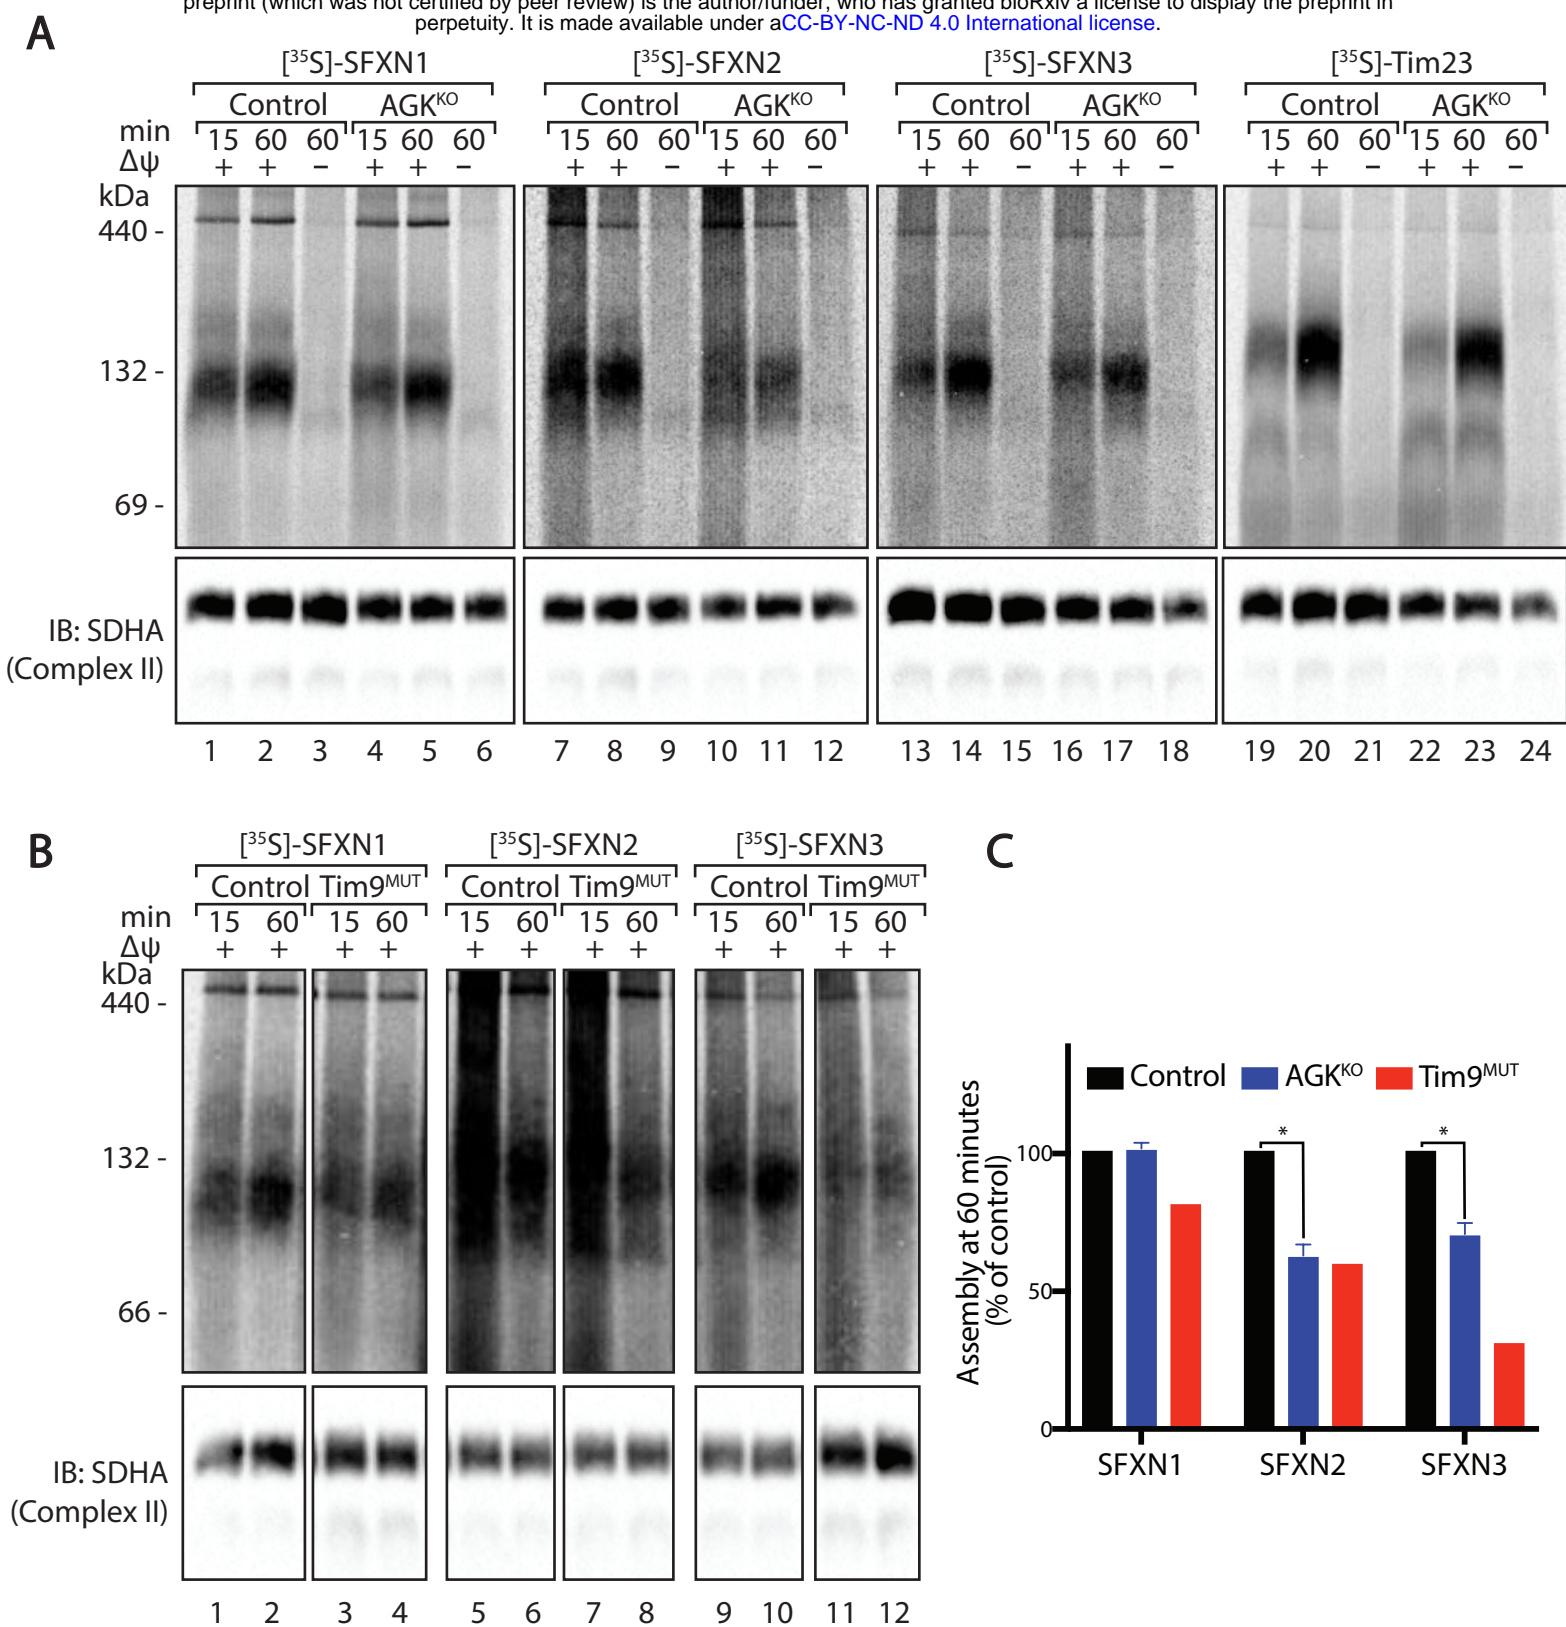 preprint (which was not certified by peer review) is the author/funder, who has granted bioRxiv a license to display the preprint in
perpetuity. It is made available under aCC-BY-NC-ND 4.0 International license.
A
[³⁵S]-SFXN1 [³⁵S]-SFXN2 [³⁵S]-SFXN3 [³⁵S]-Tim23
Control AGKᴷᴼ Control AGKᴷᴼ Control AGKᴷᴼ Control AGKᴷᴼ
min 15 60 60 15 60 60 15 60 60 15 60 60 15 60 60 15 60 60 15 60 60 15 60 60
Δψ + + − + + − + + − + + − + + − + + − + + − + + −
kDa
440 -
132 -
69 -
IB: SDHA
(Complex II)
1 2 3 4 5 6 7 8 9 10 11 12 13 14 15 16 17 18 19 20 21 22 23 24
B
[³⁵S]-SFXN1 [³⁵S]-SFXN2 [³⁵S]-SFXN3
Control Tim9ᴹᵁᵀ Control Tim9ᴹᵁᵀ Control Tim9ᴹᵁᵀ
min 15 60 15 60 15 60 15 60 15 60 15 60
Δψ + + + + + + + + + + + +
kDa
440 -
132 -
66 -
IB: SDHA
(Complex II)
1 2 3 4 5 6 7 8 9 10 11 12
C
Control AGKᴷᴼ Tim9ᴹᵁᵀ
Assembly at 60 minutes
(% of control)
100
50
0
* *
SFXN1 SFXN2 SFXN3